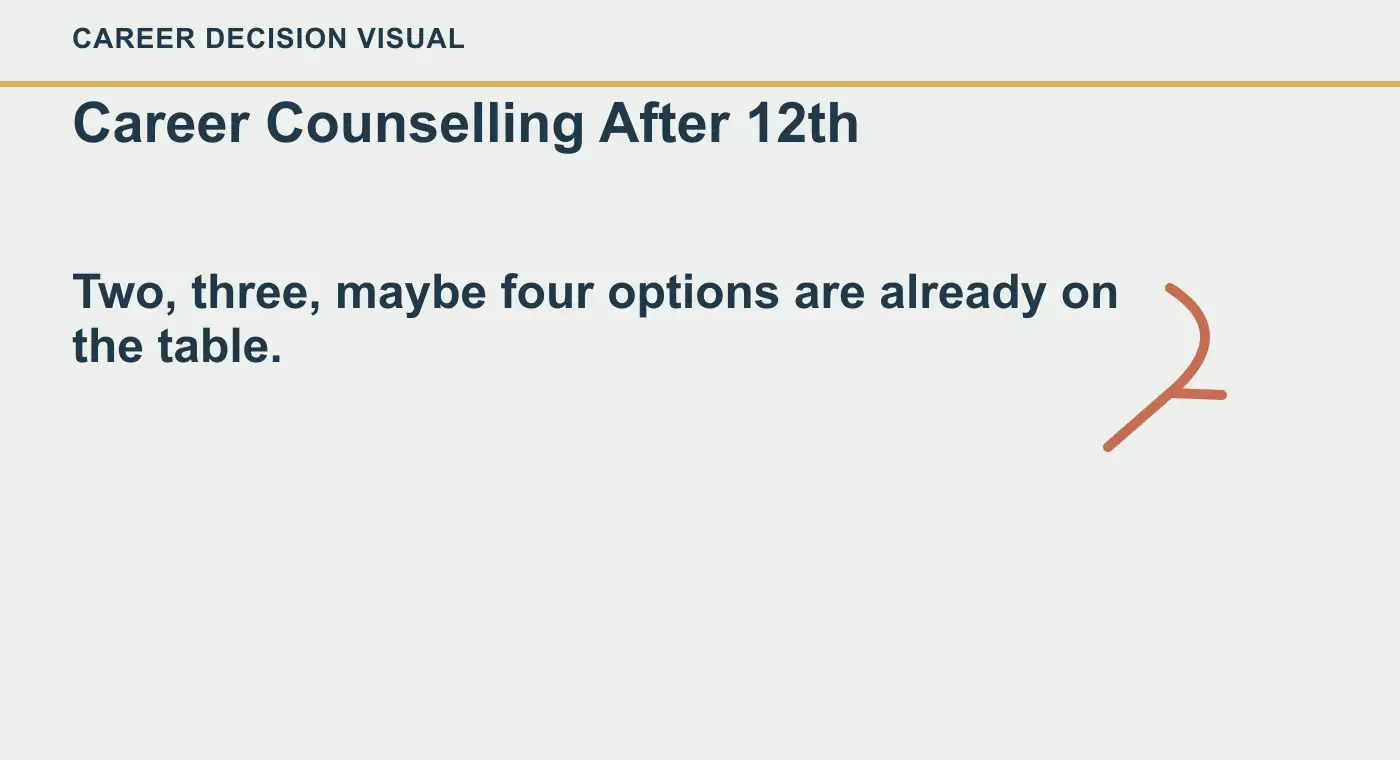 CAREER DECISION VISUAL
Career Counselling After 12th
Two, three, maybe four options are already on
the table.